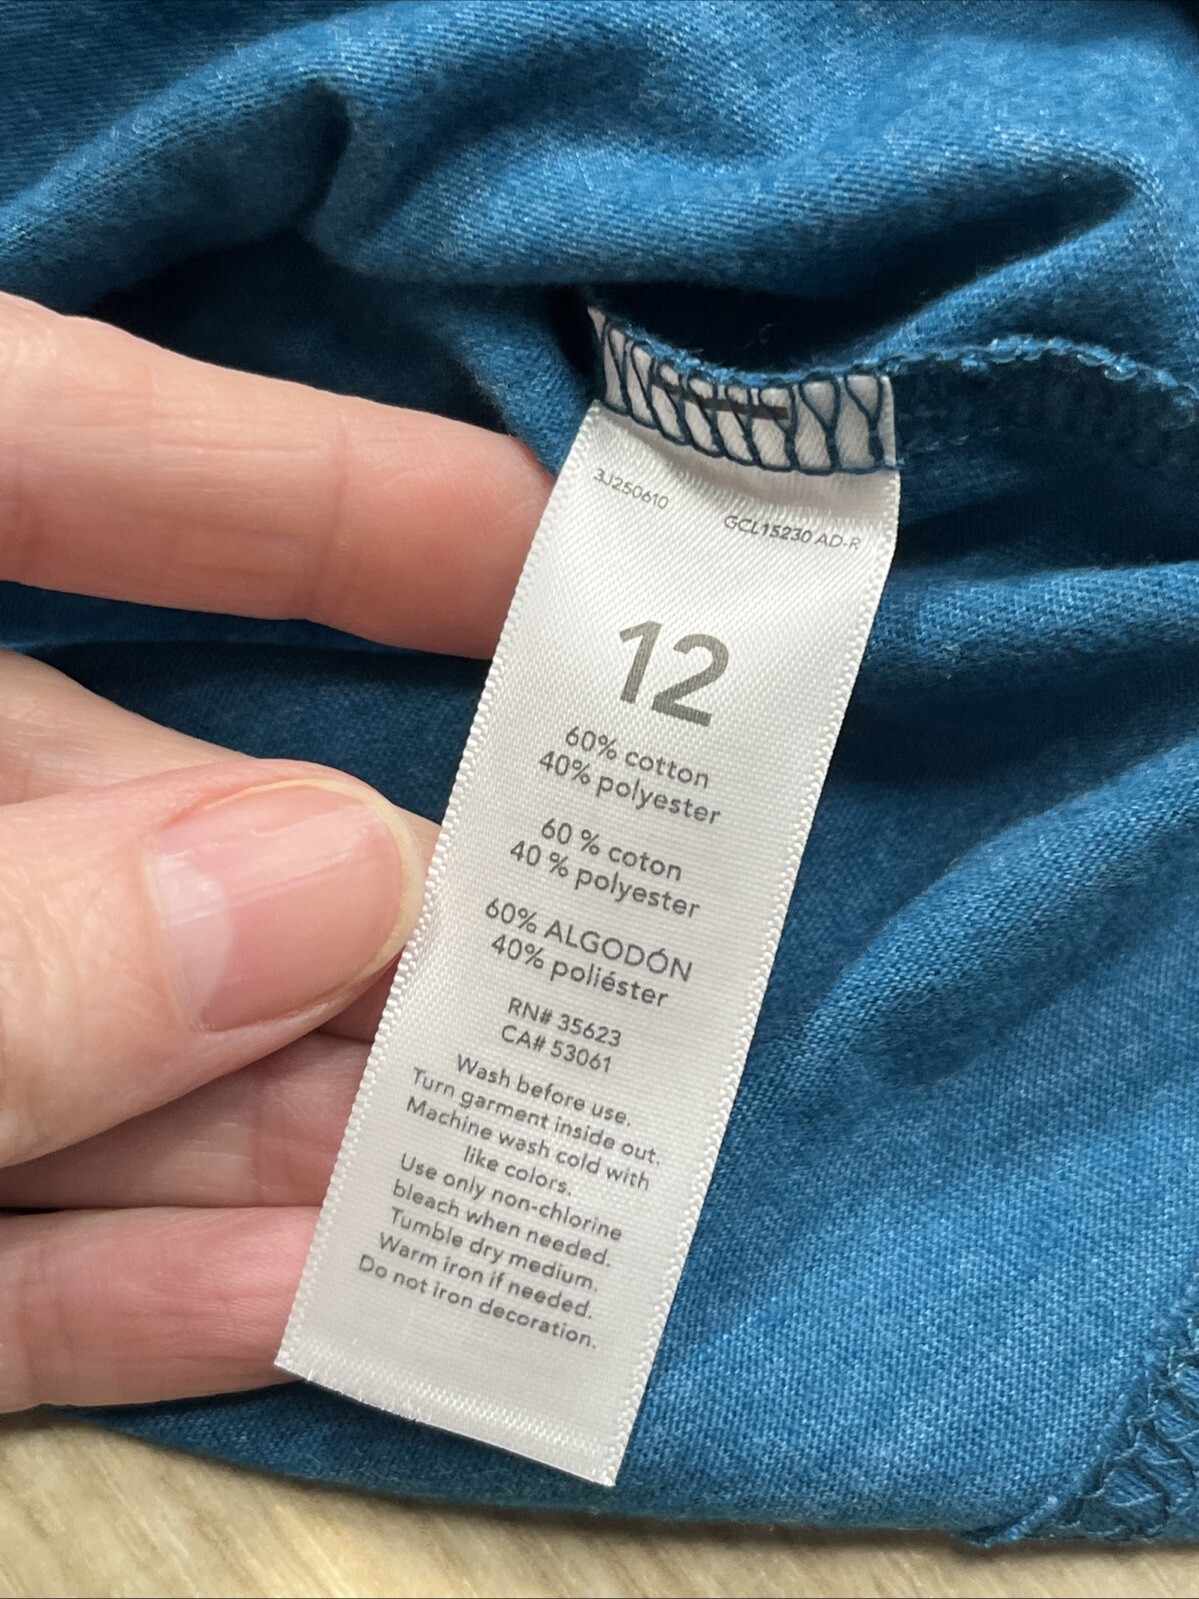 3J250610
GCL15230 AD-R
12
60% cotton
40% polyester
60 % coton
40 % polyester
60% ALGODÓN
40% poliéster
RN# 35623
CA# 53061
Wash before use.
Turn garment inside out.
Machine wash cold with
like colors.
Use only non-chlorine
bleach when needed.
Tumble dry medium.
Warm iron if needed.
Do not iron decoration.